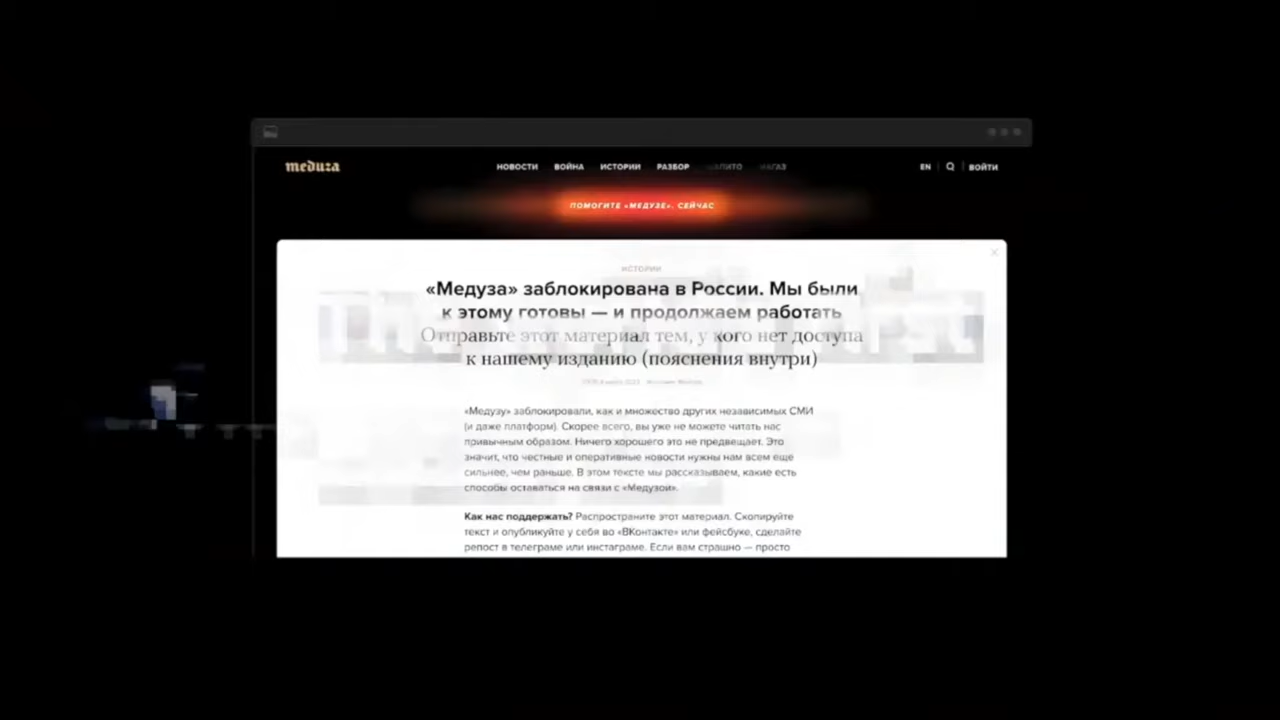 meduza
НОВОСТИ ВОЙНА ИСТОРИИ РАЗБОР
EN ВОЙТИ
ПОМОГИТЕ «МЕДУЗЕ». СЕЙЧАС
ИСТОРИИ
«Медуза» заблокирована в России. Мы были
к этому готовы — и продолжаем работать
Отправьте этот материал тем, у кого нет доступа
к нашему изданию (пояснения внутри)
«Медузу» заблокировали, как и множество других независимых СМИ
(и даже платформ). Скорее всего, вы уже не можете читать нас
привычным образом. Ничего хорошего это не предвещает. Это
значит, что честные и оперативные новости нужны нам всем еще
сильнее, чем раньше. В этом тексте мы рассказываем, какие есть
способы оставаться на связи с «Медузой».
Как нас поддержать? Распространите этот материал. Скопируйте
текст и опубликуйте у себя во «ВКонтакте» или фейсбуке, сделайте
репост в телеграме или инстаграме. Если вам страшно — просто